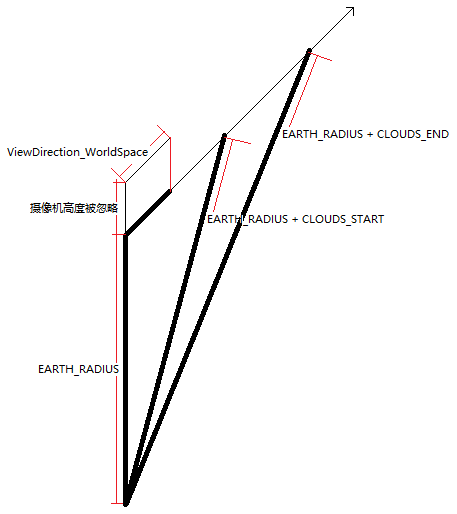 EARTH_RADIUS + CLOUDS_END
ViewDirection_WorldSpace
摄像机高度被忽略
EARTH_RADIUS + CLOUDS_START
EARTH_RADIUS